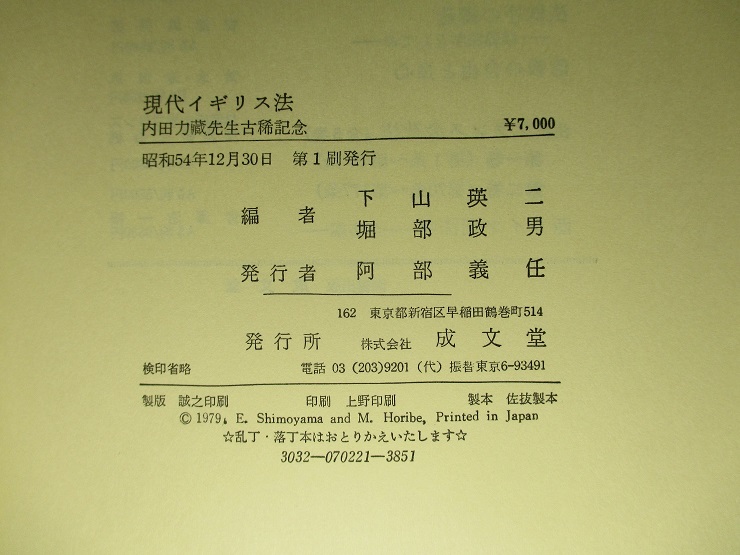 現代イギリス法
内田力藏先生古稀記念 ¥7,000
昭和54年12月30日 第1刷発行
編者 下山瑛二
堀部政男
発行者 阿部義任
162 東京都新宿区早稲田鶴巻町514
発行所 株式会社 成文堂
検印省略 電話 03 (203)9201 (代) 振替東京6-93491
製版 誠之印刷 印刷 上野印刷 製本 佐抜製本
© 1979, E. Shimoyama and M. Horibe, Printed in Japan
☆乱丁・落丁本はおとりかえいたします☆
3032—070221—3851